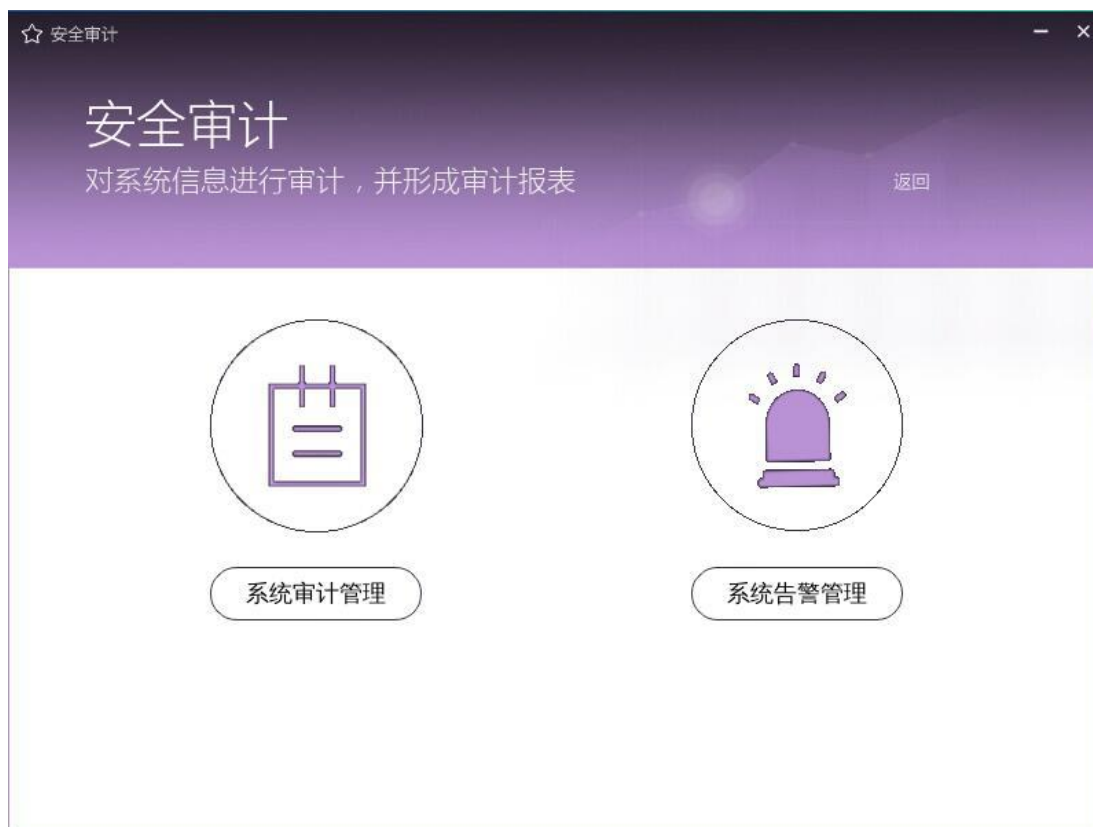 安全审计
安全审计
对系统信息进行审计，并形成审计报表
返回
系统审计管理
系统告警管理